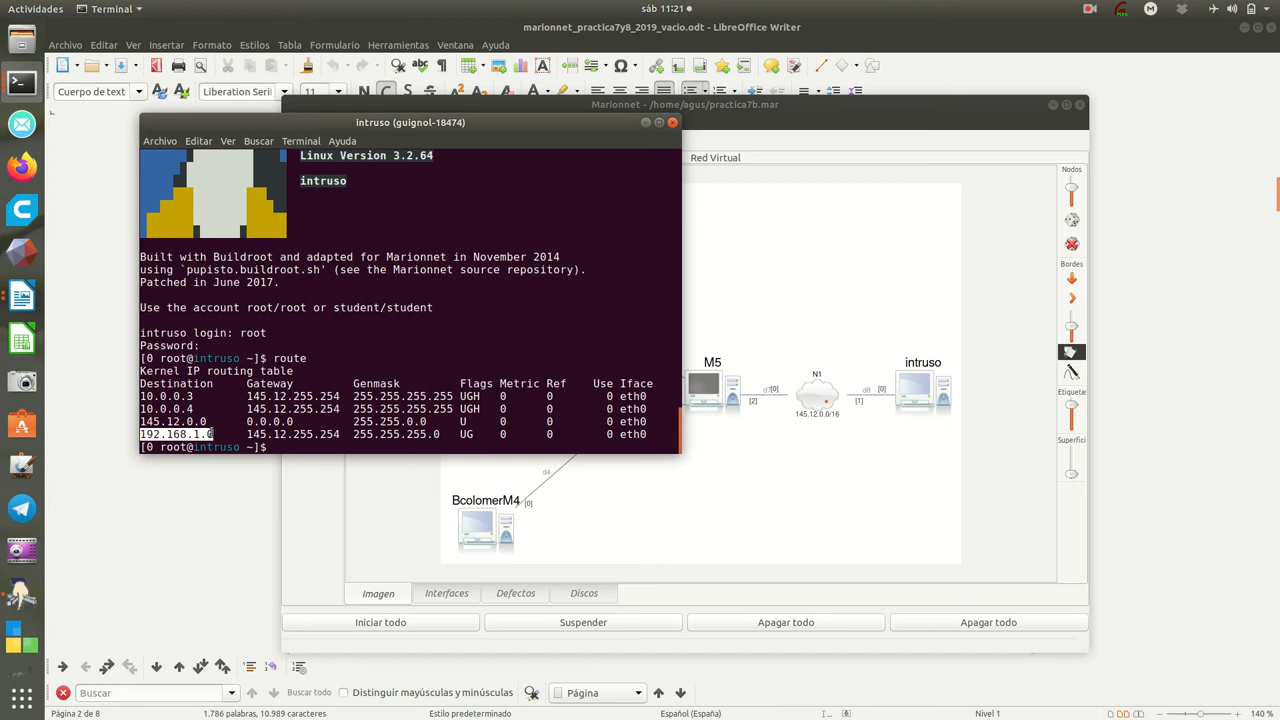 Actividades
Terminal
sáb 11:21
marionnet_practica7y8_2019_vacio.odt - LibreOffice Writer
Archivo Editar Ver Insertar Formato Estilos Tabla Formulario Herramientas Ventana Ayuda
Cuerpo de text
Liberation Seri
11
Marionnet - /home/agus/practica7b.mar
intruso (guignol-18474)
Archivo Editar Ver Buscar Terminal Ayuda
Red Virtual
Linux Version 3.2.64
intruso
Built with Buildroot and adapted for Marionnet in November 2014
using `pupisto.buildroot.sh' (see the Marionnet source repository).
Patched in June 2017.
Use the account root/root or student/student
intruso login: root
Password:
[0 root@intruso ~]$ route
Kernel IP routing table
Destination Gateway Genmask Flags Metric Ref Use Iface
10.0.0.3 145.12.255.254 255.255.255.255 UGH 0 0 0 eth0
10.0.0.4 145.12.255.254 255.255.255.255 UGH 0 0 0 eth0
145.12.0.0 0.0.0.0 255.255.0.0 U 0 0 0 eth0
192.168.1.0 145.12.255.254 255.255.255.0 UG 0 0 0 eth0
[0 root@intruso ~]$
M5
N1
intruso
d7 [0]
[2]
d8 [0]
[1]
145.12.0.0/16
d4
BcolomerM4
[0]
Nodos
Bordes
Etiquetas
Superfici
Imagen Interfaces Defectos Discos
Iniciar todo Suspender Apagar todo Apagar todo
Buscar
Buscar todo
Distinguir mayúsculas y minúsculas
Página
Página 2 de 8
1.786 palabras, 10.989 caracteres
Estilo predeterminado
Español (España)
Nivel 1
140 %